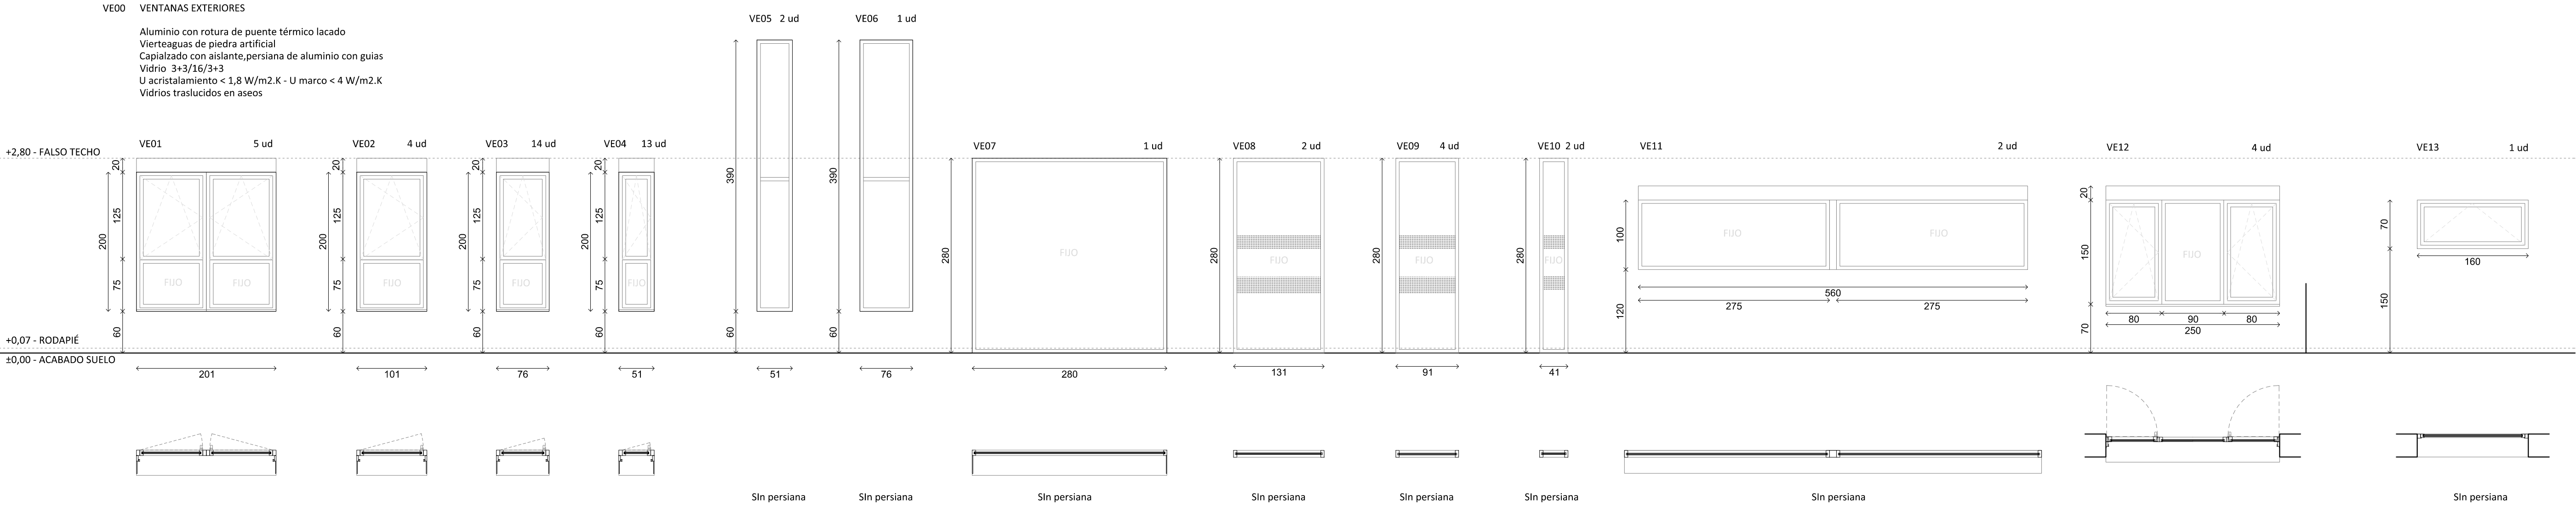 VE00 VENTANAS EXTERIORES
Aluminio con rotura de puente térmico lacado
Vierteaguas de piedra artificial
Capialzado con aislante,persiana de aluminio con guias
Vidrio 3+3/16/3+3
U acristalamiento < 1,8 W/m2.K - U marco < 4 W/m2.K
Vidrios traslucidos en aseos
+2,80 - FALSO TECHO
+0,07 - RODAPIÉ
±0,00 - ACABADO SUELO
VE01 5 ud
20
200
125
75
60
FIJO
FIJO
201
VE02 4 ud
20
200
125
75
60
FIJO
101
VE03 14 ud
20
200
125
75
60
FIJO
76
VE04 13 ud
20
200
125
75
60
FIJO
51
VE05 2 ud
390
60
51
SIn persiana
VE06 1 ud
390
60
76
SIn persiana
VE07 1 ud
280
FIJO
280
SIn persiana
VE08 2 ud
280
FIJO
131
SIn persiana
VE09 4 ud
280
FIJO
91
SIn persiana
VE10 2 ud
280
FIJO
41
SIn persiana
VE11 2 ud
100
120
FIJO
FIJO
560
275
275
SIn persiana
VE12 4 ud
20
150
70
FIJO
80
90
80
250
VE13 1 ud
70
150
160
SIn persiana